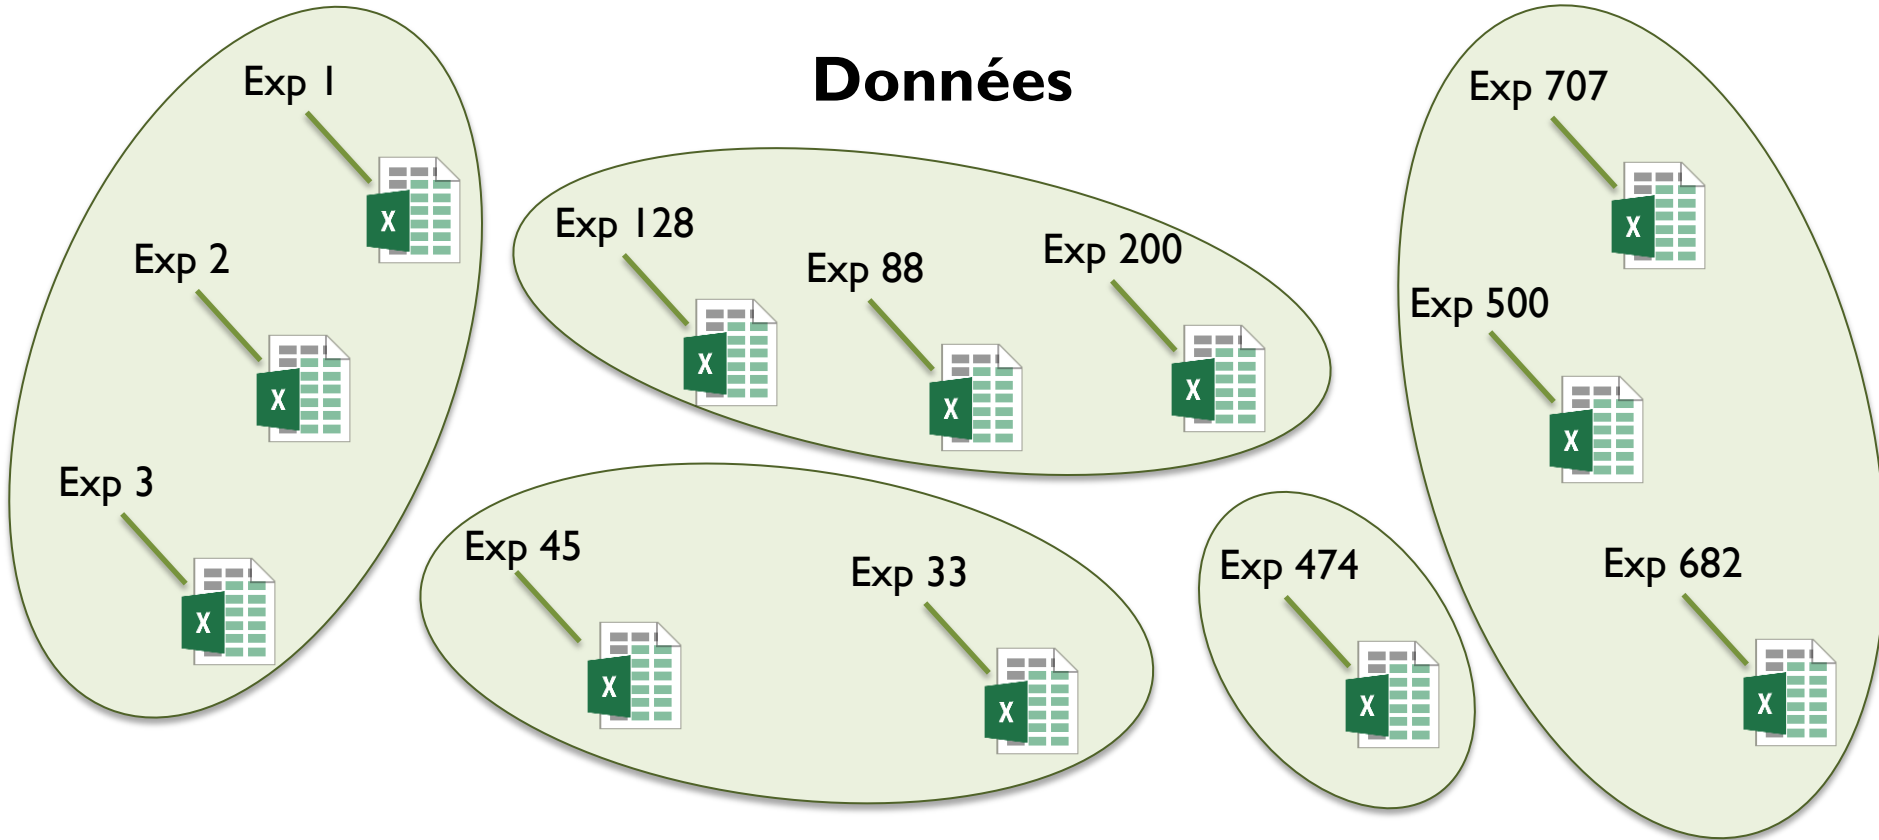 Données
Exp 1
Exp 2
Exp 3
Exp 128
Exp 88
Exp 200
Exp 45
Exp 33
Exp 474
Exp 707
Exp 500
Exp 682
X
X
X
X
X
X
X
X
X
X
X
X